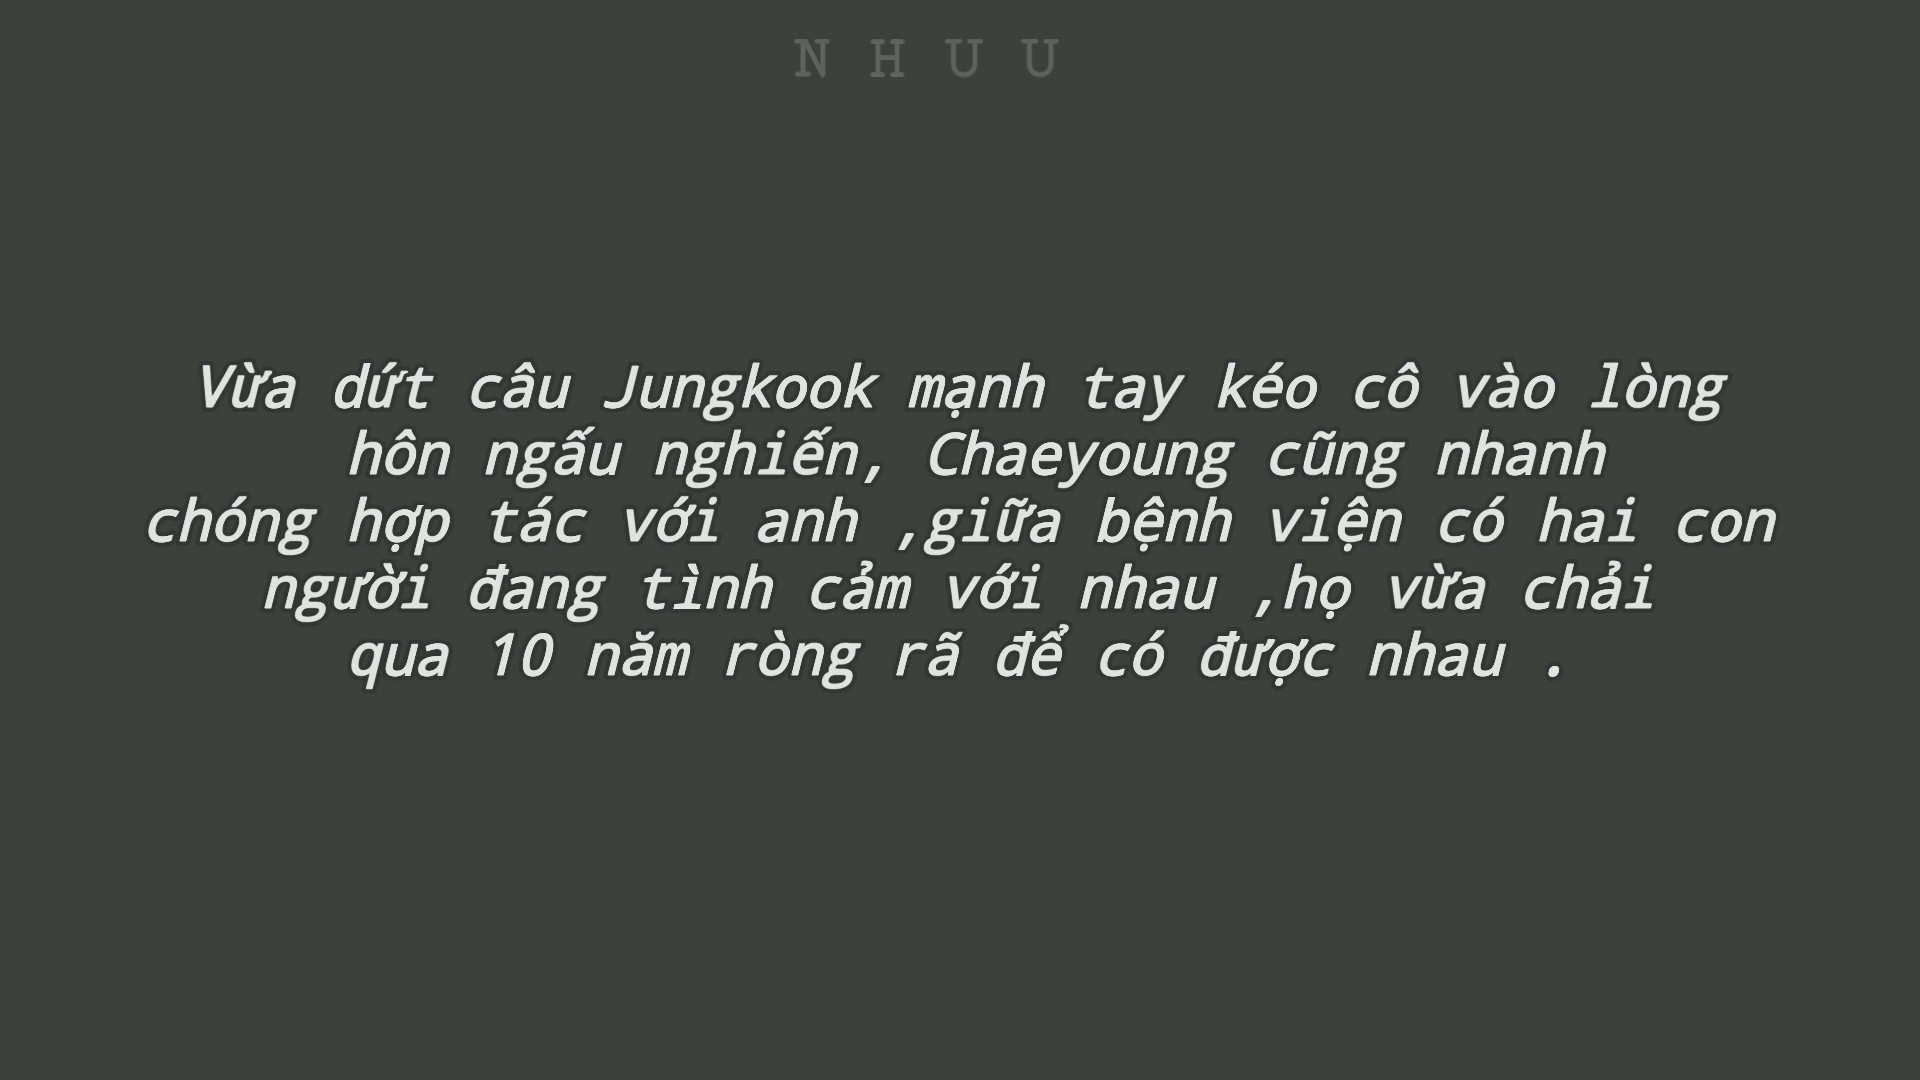 N H U U
Vừa dứt câu Jungkook mạnh tay kéo cô vào lòng
hôn ngấu nghiến, Chaeyoung cũng nhanh
chóng hợp tác với anh ,giữa bệnh viện có hai con
người đang tình cảm với nhau ,họ vừa chải
qua 10 năm ròng rã để có được nhau .